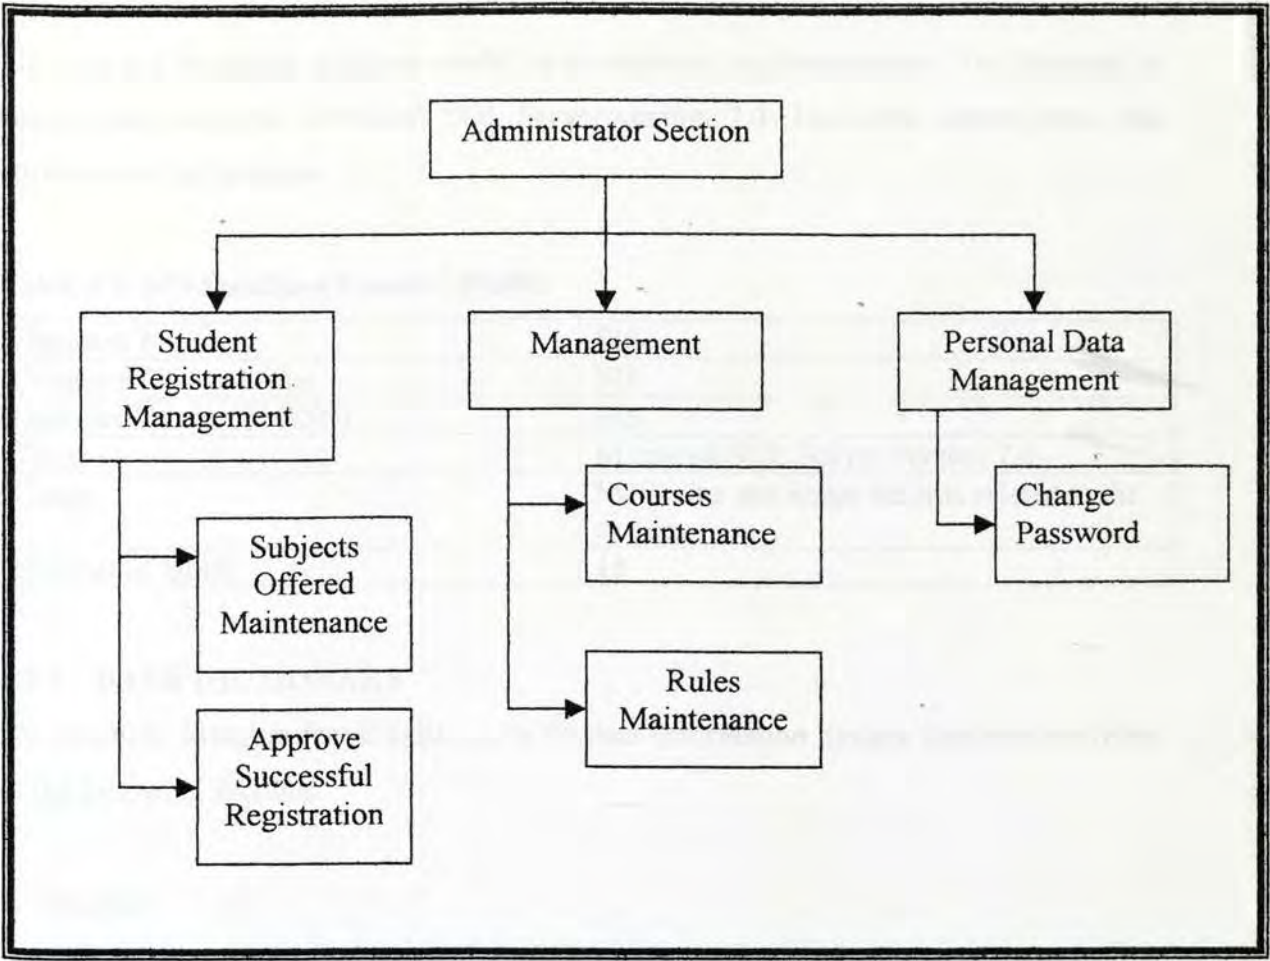 Administrator Section
Student
Registration
Management
Management
Personal Data
Management
Subjects
Offered
Maintenance
Approve
Successful
Registration
Courses
Maintenance
Rules
Maintenance
Change
Password